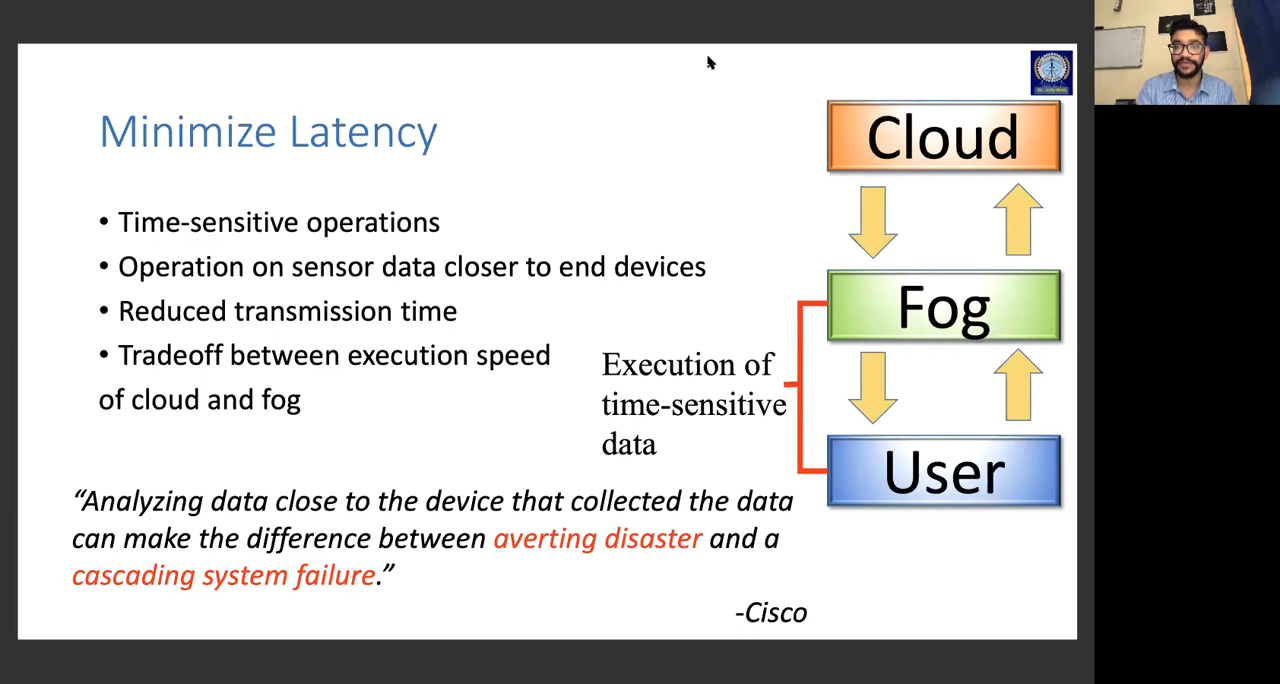 Minimize Latency
• Time-sensitive operations
• Operation on sensor data closer to end devices
• Reduced transmission time
• Tradeoff between execution speed
of cloud and fog
Execution of
time-sensitive
data
“Analyzing data close to the device that collected the data
can make the difference between averting disaster and a
cascading system failure.”
-Cisco
Cloud
Fog
User